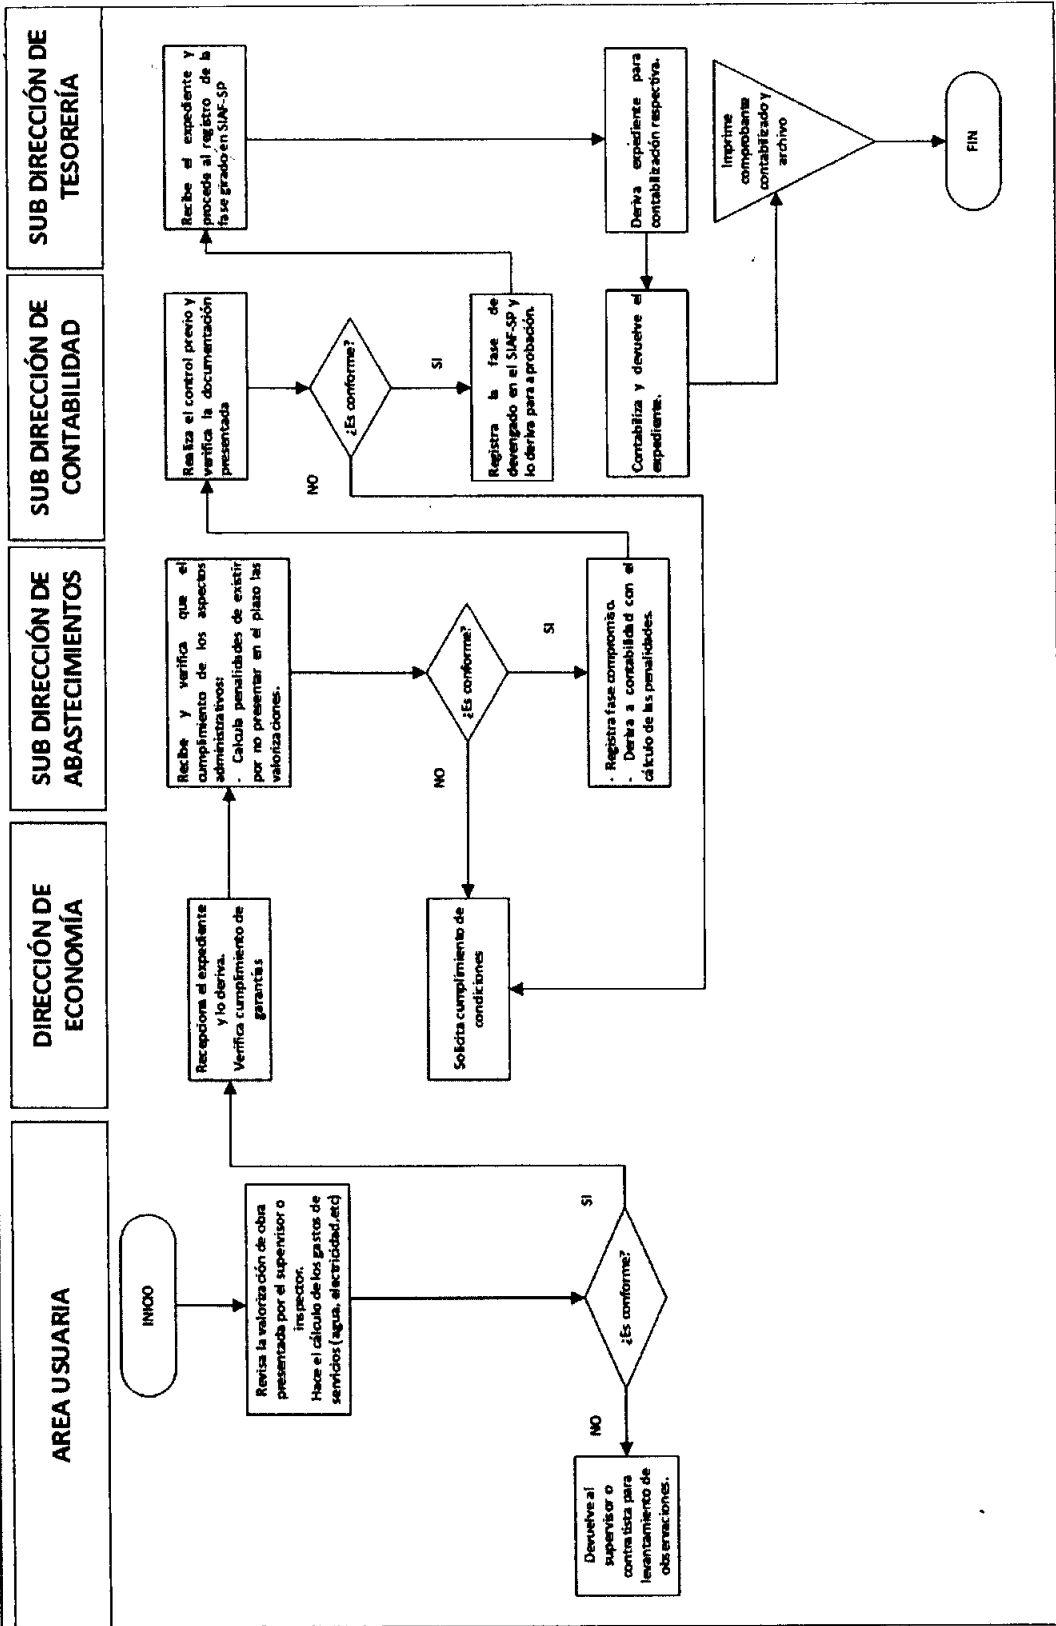 AREA USUARIA
DIRECCIÓN DE
ECONOMÍA
SUB DIRECCIÓN DE
ABASTECIMIENTOS
SUB DIRECCIÓN DE
CONTABILIDAD
SUB DIRECCIÓN DE
TESORERÍA
INICIO
Revisa la valorización de obra
presentada por el supervisor o
inspector.
Hace el cálculo de los gastos de
servicios (agua, electricidad,etc)
¿Es conforme?
SI
NO
Devuelve al
supervisor o
contratista para
levantamiento de
observaciones.
Recepciona el expediente
y lo deriva.
Verifica cumplimiento de
garantías
Solicita cumplimiento de
condiciones
Recibe y verifica que el
cumplimiento de los aspectos
administrativos:
- Calcula penalidades de existir
por no presentar en el plazo las
valorizaciones.
¿Es conforme?
NO
SI
- Registra fase compromiso.
- Deriva a contabilidad con el
cálculo de las penalidades.
Realiza el control previo y
verifica la documentación
presentada
¿Es conforme?
NO
SI
Registra la fase de
devengado en el SIAF-SP y
lo deriva para aprobación.
Contabiliza y devuelve el
expediente.
Recibe el expediente y
procede al registro de la
fase girado en SIAF-SP
Deriva expediente para
contabilización respectiva.
Imprime
comprobante
contabilizado y
archivo
FIN